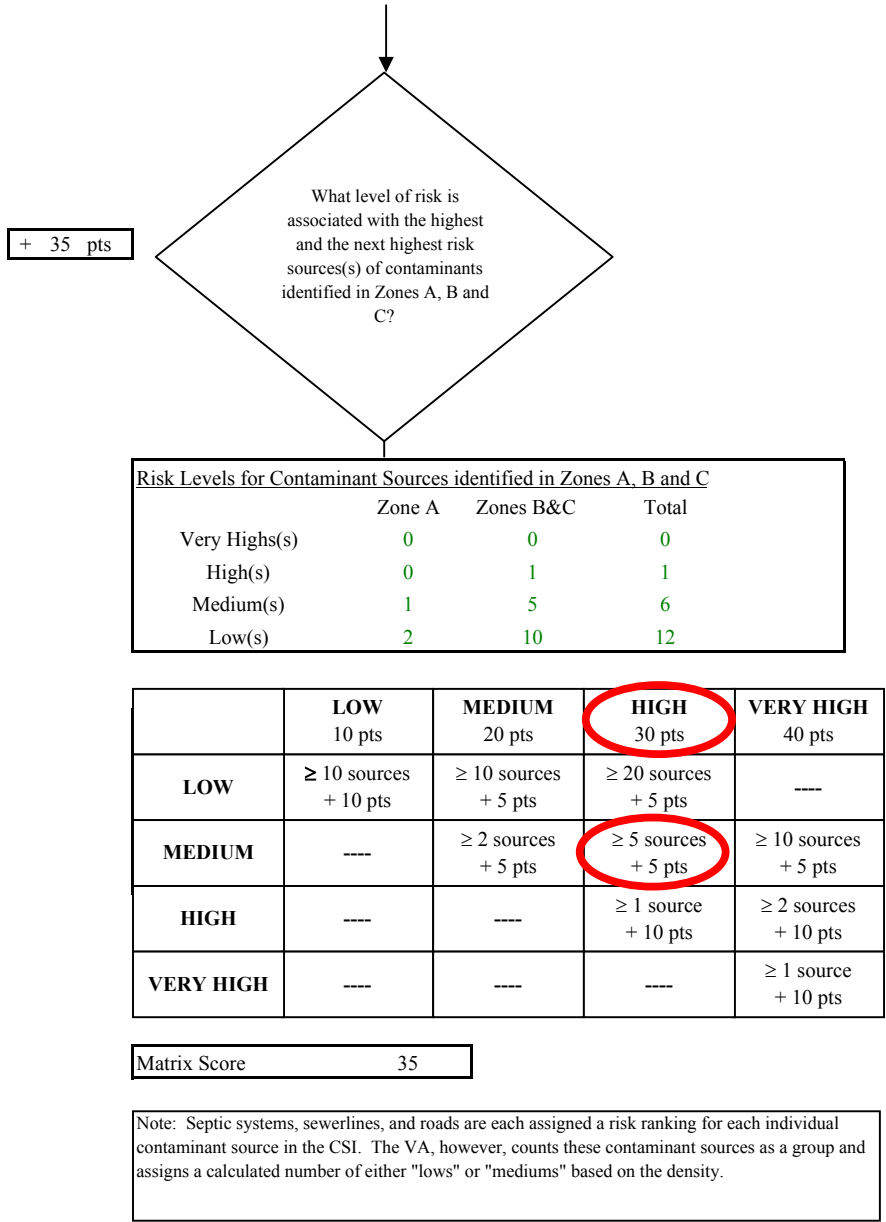 What level of risk is
associated with the highest
and the next highest risk
sources(s) of contaminants
identified in Zones A, B and
C?
+ 35 pts
Risk Levels for Contaminant Sources identified in Zones A, B and C
Zone A Zones B&C Total
Very Highs(s) 0 0 0
High(s) 0 1 1
Medium(s) 1 5 6
Low(s) 2 10 12
LOW MEDIUM HIGH VERY HIGH
10 pts 20 pts 30 pts 40 pts
LOW ≥ 10 sources ≥ 10 sources ≥ 20 sources ----
+ 10 pts + 5 pts + 5 pts
MEDIUM ---- ≥ 2 sources ≥ 5 sources ≥ 10 sources
+ 5 pts + 5 pts + 5 pts
HIGH ---- ---- ≥ 1 source ≥ 2 sources
+ 10 pts + 10 pts
VERY HIGH ---- ---- ---- ≥ 1 source
+ 10 pts
Matrix Score 35
Note: Septic systems, sewerlines, and roads are each assigned a risk ranking for each individual
contaminant source in the CSI. The VA, however, counts these contaminant sources as a group and
assigns a calculated number of either "lows" or "mediums" based on the density.